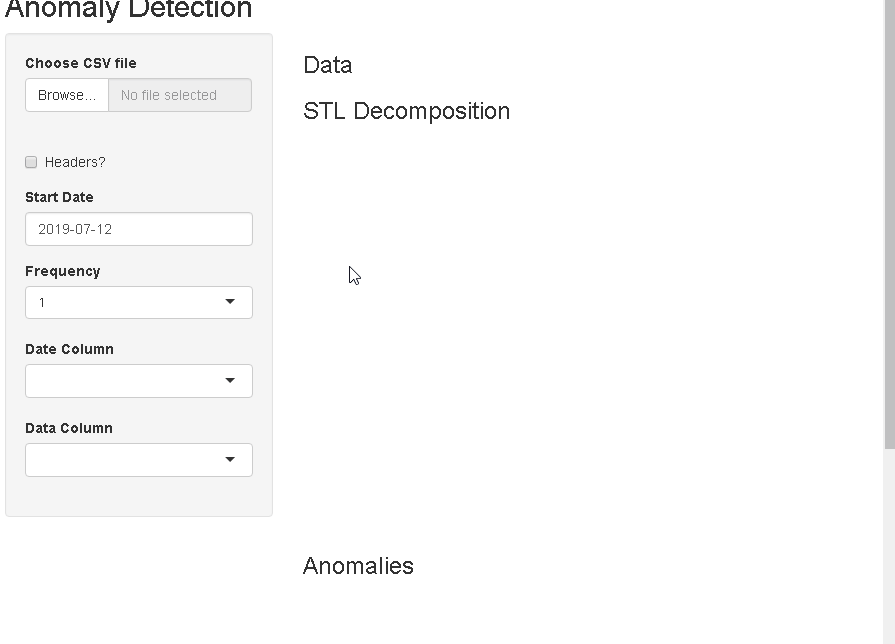 Anomaly Detection
Choose CSV file
Browse...
No file selected
Headers?
Start Date
2019-07-12
Frequency
1
Date Column
Data Column
Data
STL Decomposition
Anomalies